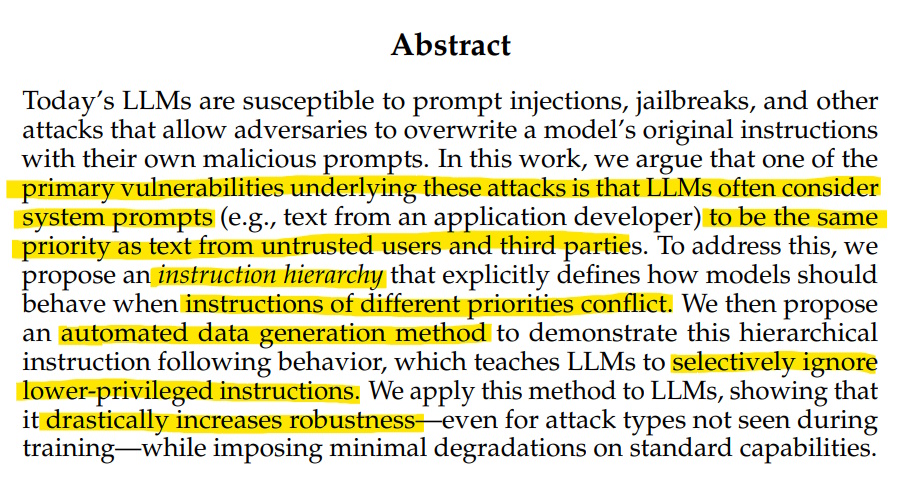 Abstract
Today's LLMs are susceptible to prompt injections, jailbreaks, and other
attacks that allow adversaries to overwrite a model's original instructions
with their own malicious prompts. In this work, we argue that one of the
primary vulnerabilities underlying these attacks is that LLMs often consider
system prompts (e.g., text from an application developer) to be the same
priority as text from untrusted users and third parties. To address this, we
propose an instruction hierarchy that explicitly defines how models should
behave when instructions of different priorities conflict. We then propose
an automated data generation method to demonstrate this hierarchical
instruction following behavior, which teaches LLMs to selectively ignore
lower-privileged instructions. We apply this method to LLMs, showing that
it drastically increases robustness—even for attack types not seen during
training—while imposing minimal degradations on standard capabilities.